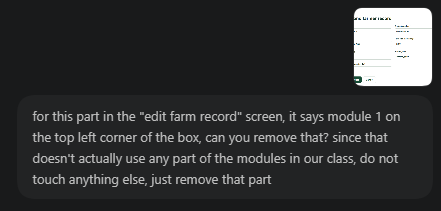 for this part in the "edit farm record" screen, it says module 1 on
the top left corner of the box, can you remove that? since that
doesn't actually use any part of the modules in our class, do not
touch anything else, just remove that part